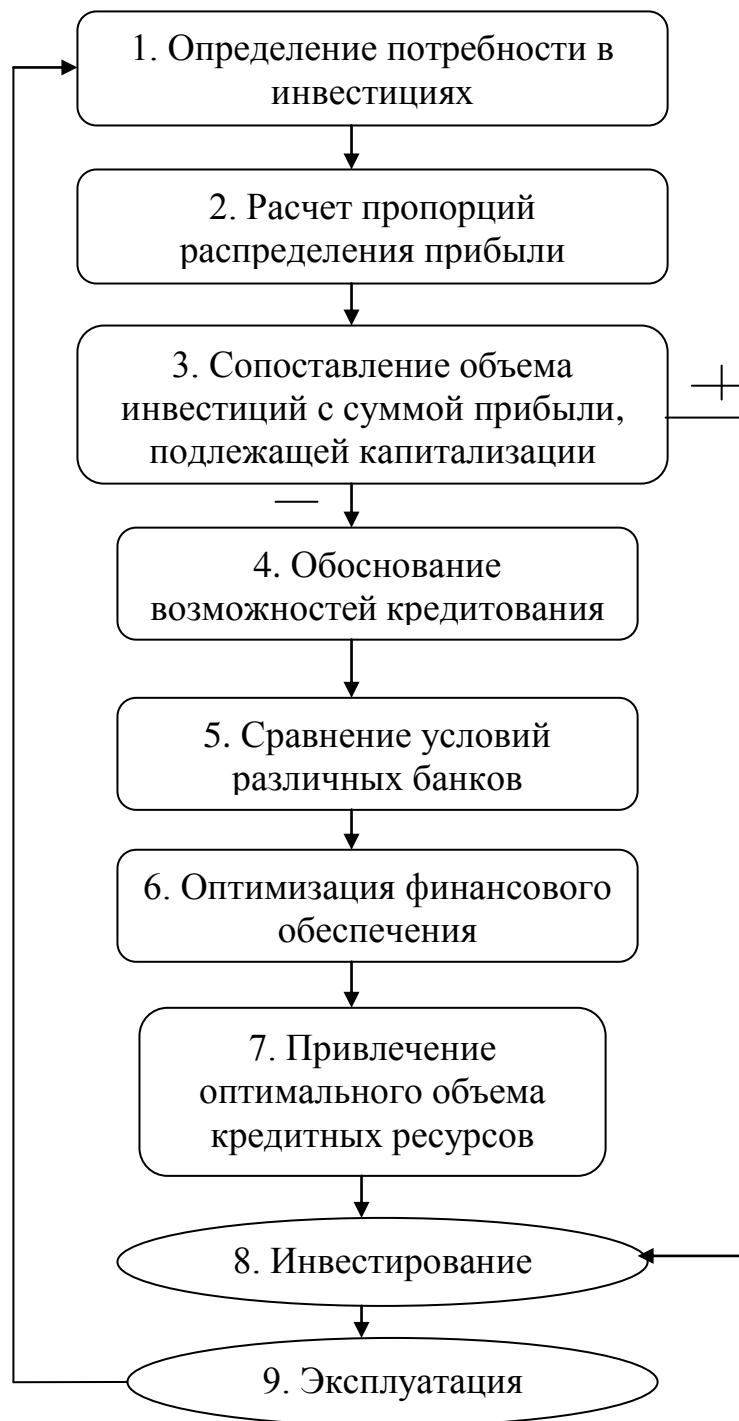 1. Определение потребности в
инвестициях
2. Расчет пропорций
распределения прибыли
3. Сопоставление объема
инвестиций с суммой прибыли,
подлежащей капитализации
+
—
4. Обоснование
возможностей кредитования
5. Сравнение условий
различных банков
6. Оптимизация финансового
обеспечения
7. Привлечение
оптимального объема
кредитных ресурсов
8. Инвестирование
9. Эксплуатация